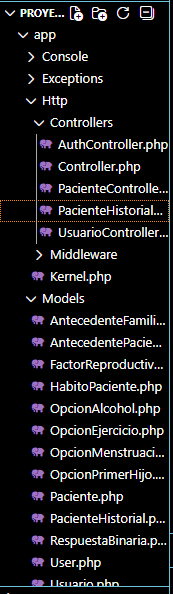 PROYE...
app
Console
Exceptions
Http
Controllers
AuthController.php
Controller.php
PacienteControlle...
PacienteHistorial...
UsuarioController...
Middleware
Kernel.php
Models
AntecedenteFamili...
AntecedentePacie...
FactorReproductiv...
HabitoPaciente.php
OpcionAlcohol.php
OpcionEjercicio.php
OpcionMenstruaci...
OpcionPrimerHijo....
Paciente.php
PacienteHistorial.p...
RespuestaBinaria.p...
User.php
Usuario.php